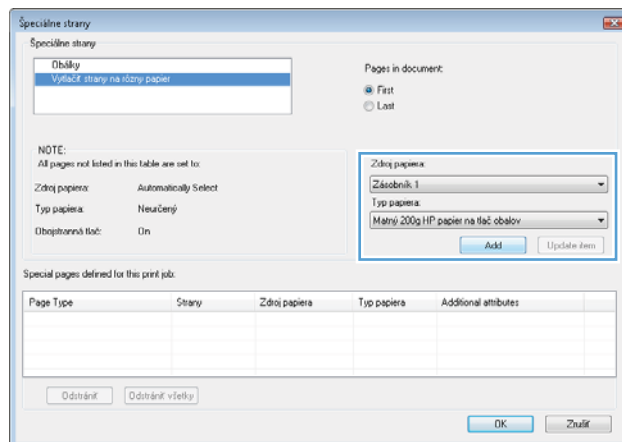 Špeciálne strany
Špeciálne strany
Obálky
Vytlačiť strany na rôzny papier
Pages in document:
First
Last
NOTE:
All pages not listed in this table are set to:
Zdroj papiera: Automatically Select
Typ papiera: Neurčený
Obojstranná tlač: On
Zdroj papiera:
Zásobník 1
Typ papiera:
Matný 200g HP papier na tlač obalov
Add Update item
Special pages defined for this print job:
Page Type Strany Zdroj papiera Typ papiera Additional attributes
Odstrániť Odstrániť všetky
OK Zrušiť